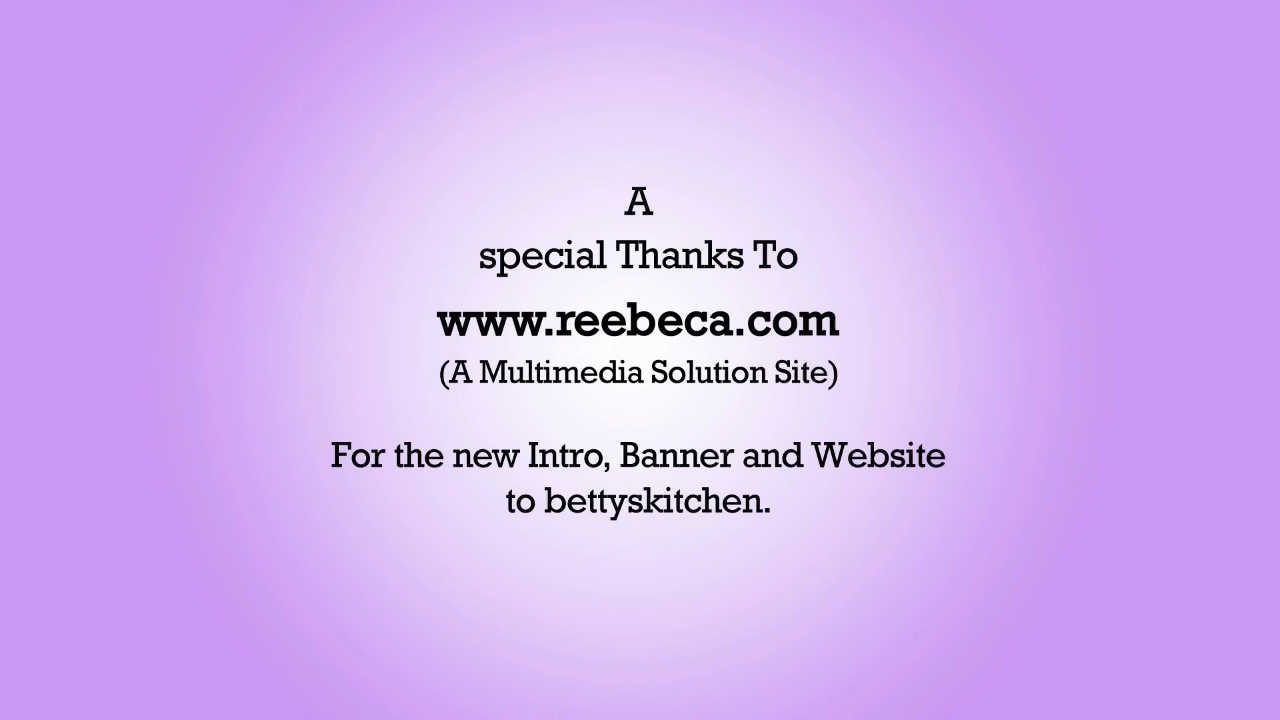 A
special Thanks To
www.reebeca.com
(A Multimedia Solution Site)
For the new Intro, Banner and Website
to bettyskitchen.